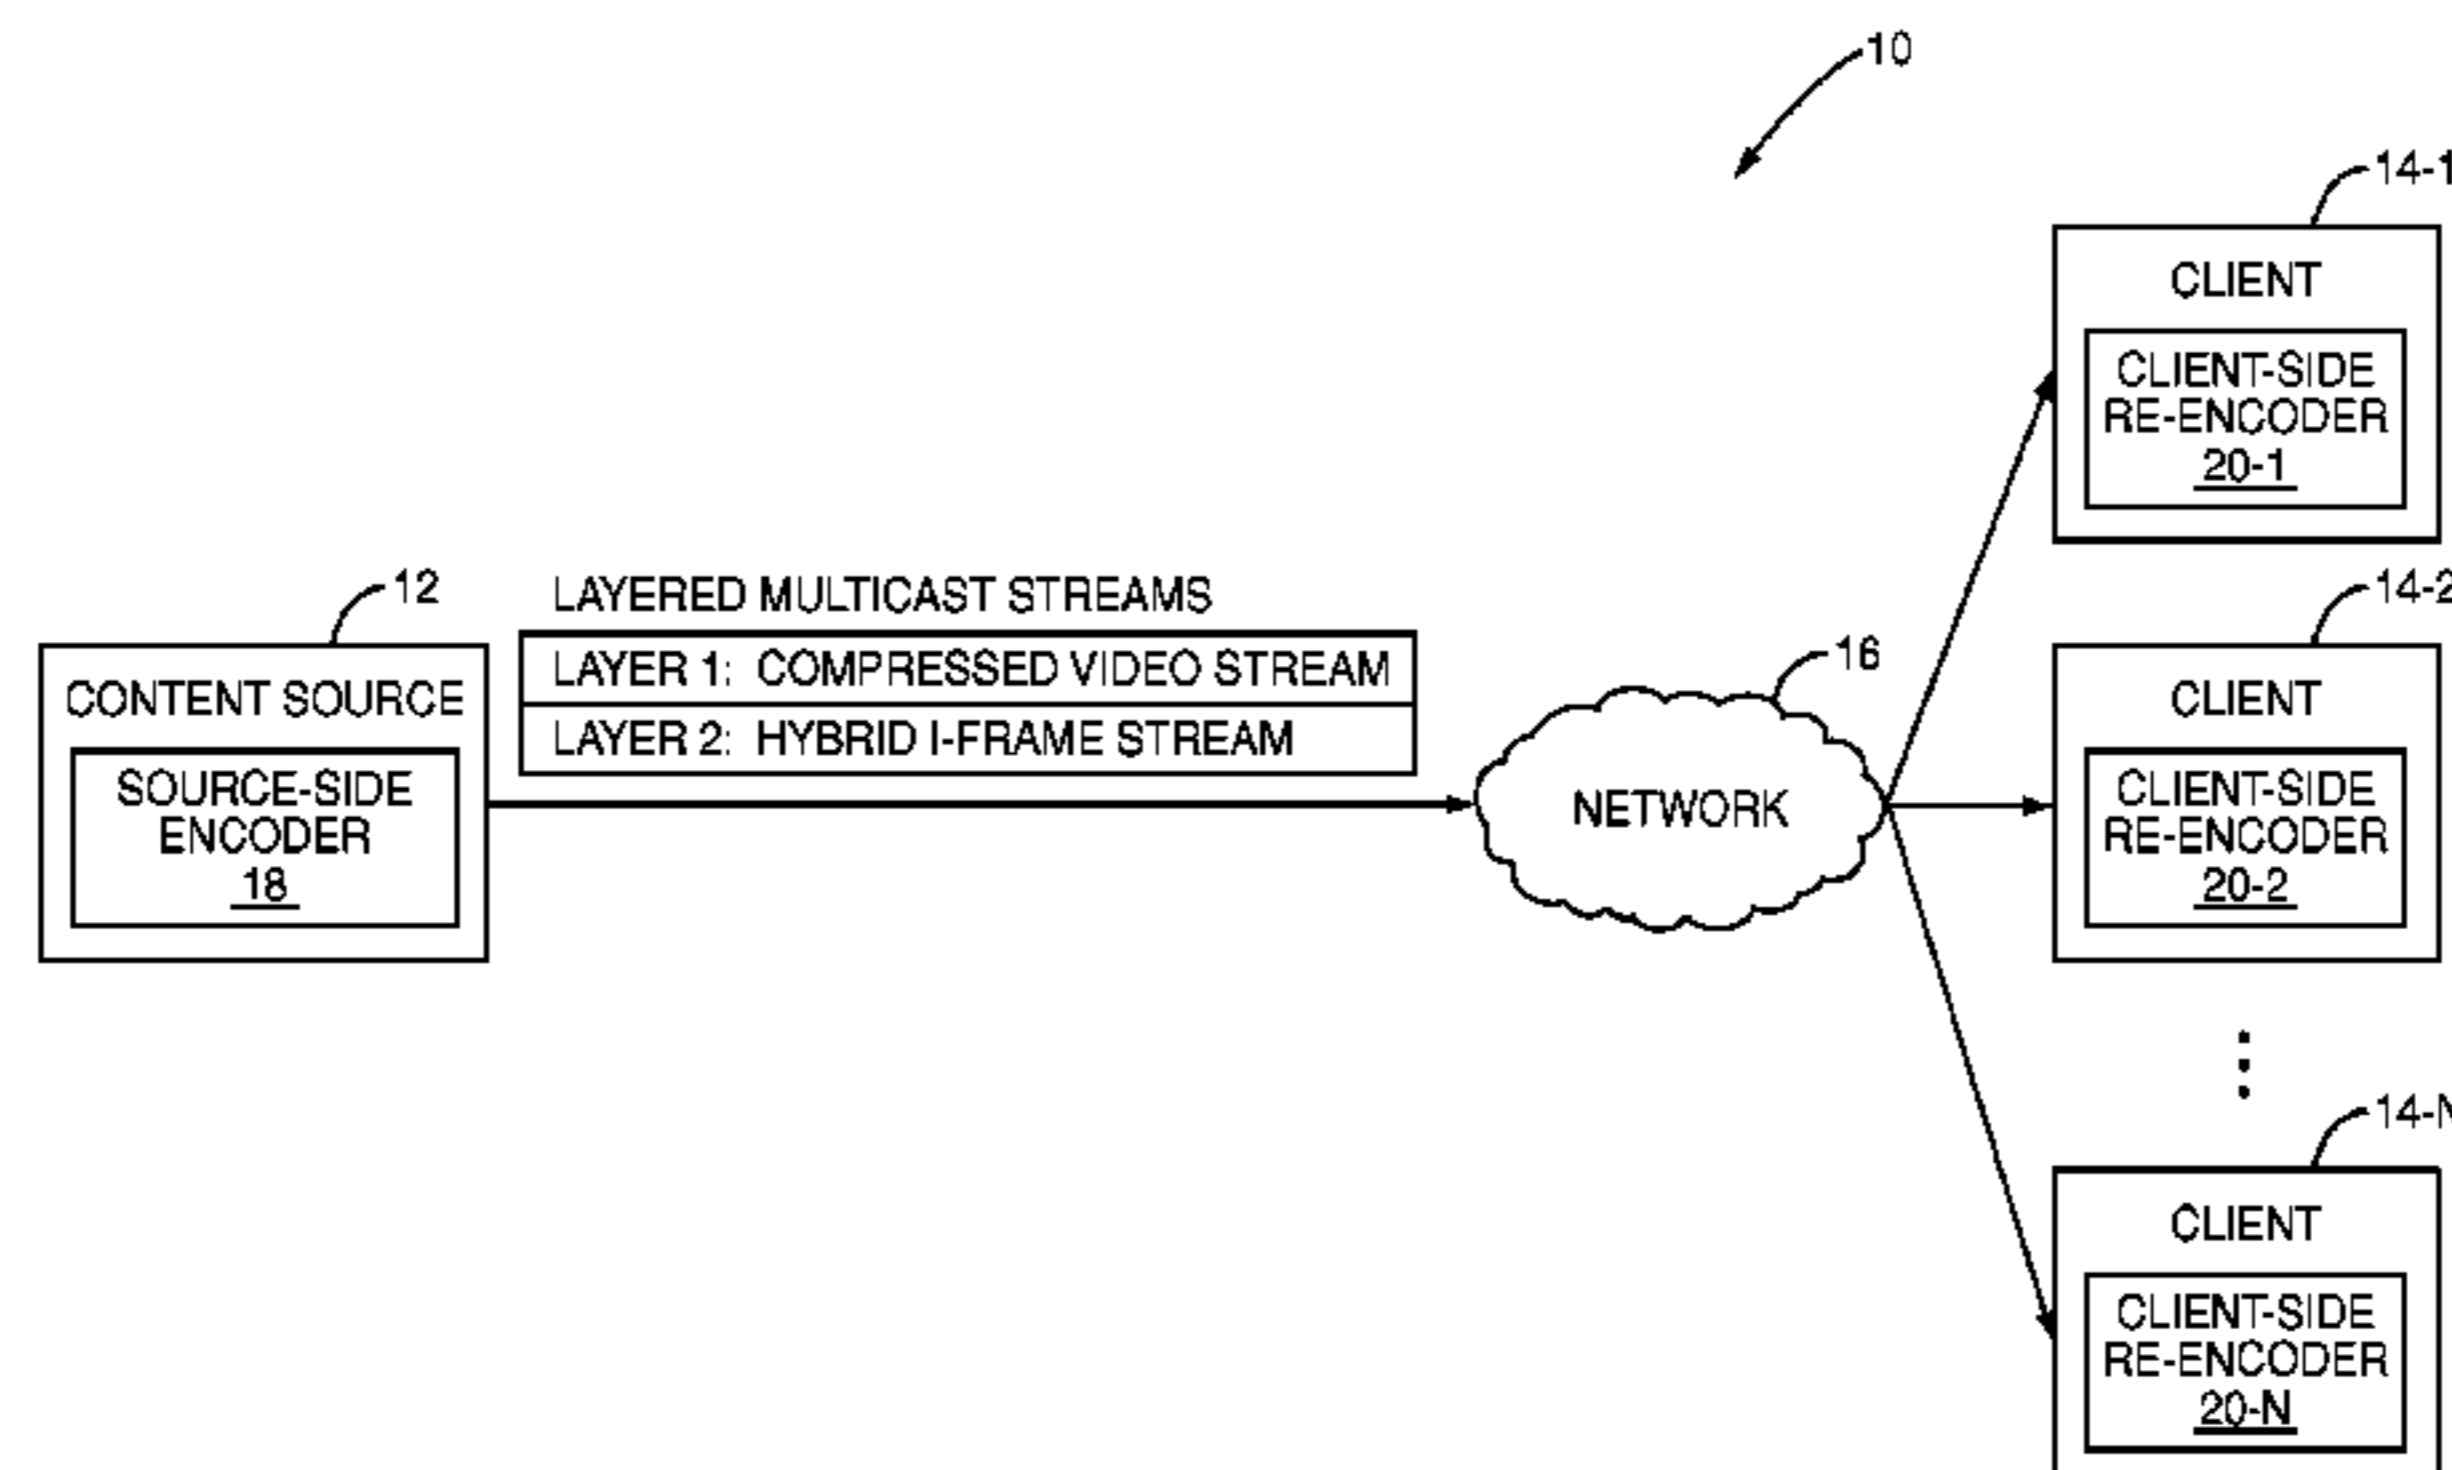 10
14-1
CLIENT
CLIENT-SIDE
RE-ENCODER
20-1
12
CONTENT SOURCE
SOURCE-SIDE
ENCODER
18
LAYERED MULTICAST STREAMS
LAYER 1: COMPRESSED VIDEO STREAM
LAYER 2: HYBRID I-FRAME STREAM
16
NETWORK
14-2
CLIENT
CLIENT-SIDE
RE-ENCODER
20-2
14-N
CLIENT
CLIENT-SIDE
RE-ENCODER
20-N